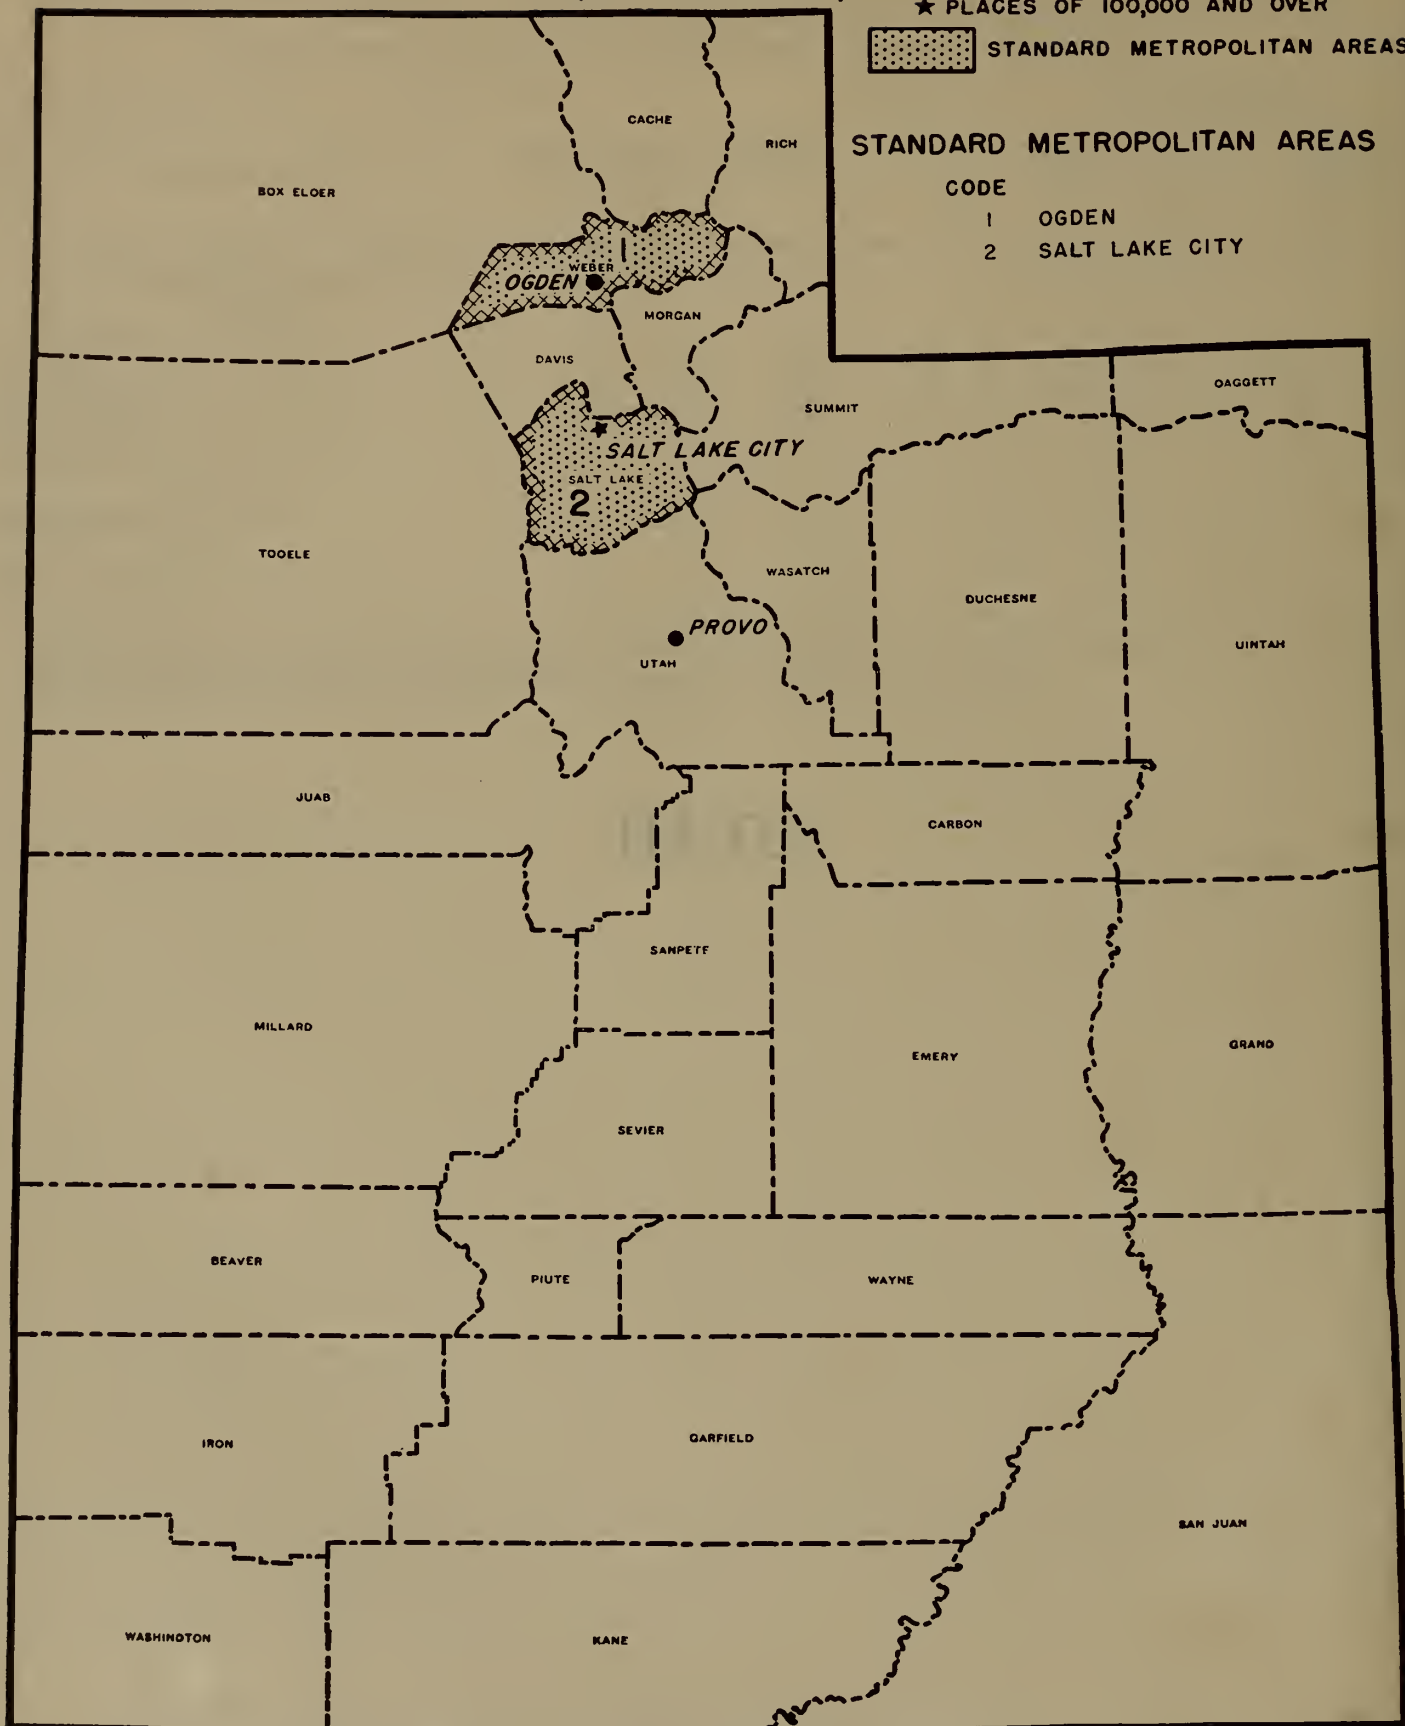 ★ PLACES OF 100,000 AND OVER
STANDARD METROPOLITAN AREAS
STANDARD METROPOLITAN AREAS
CODE
1 OGDEN
2 SALT LAKE CITY
CACHE
RICH
BOX ELOER
1
WEBER
OGDEN
MORGAN
DAVIS
OAGGETT
SUMMIT
SALT LAKE CITY
SALT LAKE
2
TOOELE
WASATCH
DUCHESNE
PROVO
UINTAH
UTAH
JUAB
CARBON
SANPETE
MILLARD
GRAND
EMERY
SEVIER
BEAVER
PIUTE
WAYNE
GARFIELD
IRON
SAN JUAN
WASHINGTON
KANE